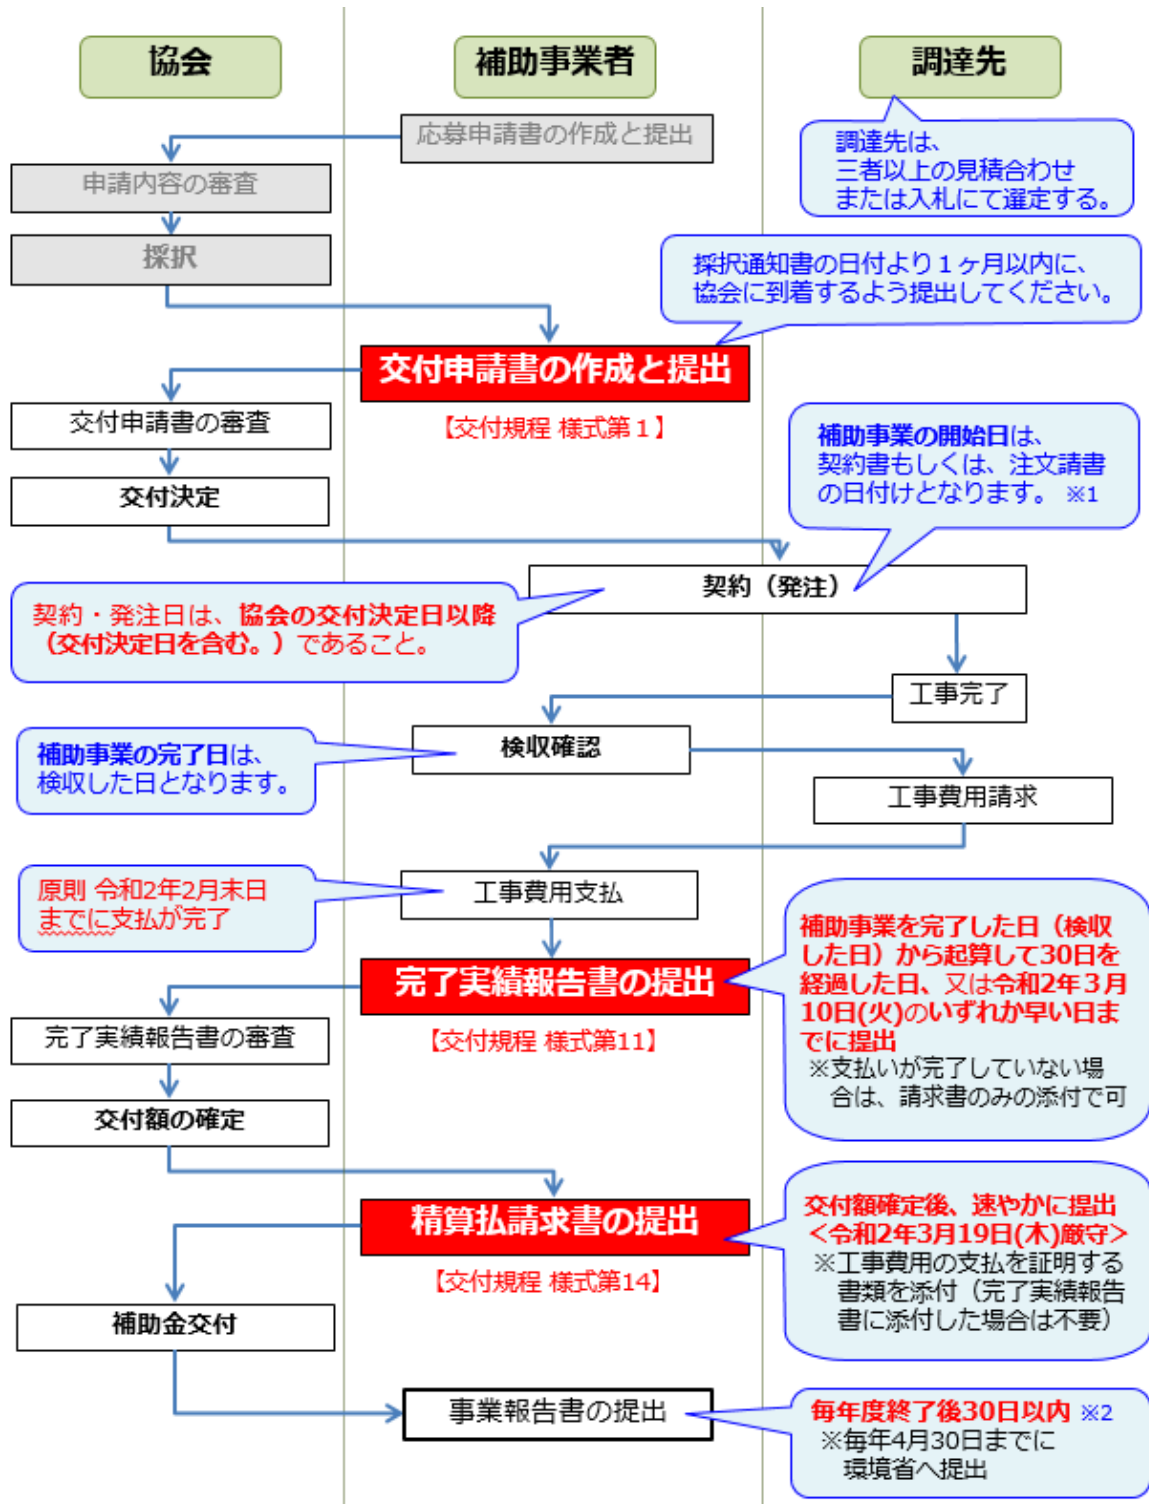 協会
補助事業者
調達先
応募申請書の作成と提出
調達先は、
三者以上の見積合わせ
または入札にて選定する。
申請内容の審査
採択
採択通知書の日付より１ヶ月以内に、
協会に到着するよう提出してください。
交付申請書の作成と提出
【交付規程 様式第１】
交付申請書の審査
補助事業の開始日は、
契約書もしくは、注文請書
の日付けとなります。 ※1
交付決定
契約（発注）
契約・発注日は、協会の交付決定日以降
（交付決定日を含む。）であること。
工事完了
検収確認
補助事業の完了日は、
検収した日となります。
工事費用請求
原則 令和2年2月末日
までに支払が完了
工事費用支払
補助事業を完了した日（検収
した日）から起算して30日を
経過した日、又は令和2年３月
10日(火)のいずれか早い日ま
でに提出
※支払いが完了していない場
合は、請求書のみの添付で可
完了実績報告書の提出
【交付規程 様式第11】
完了実績報告書の審査
交付額の確定
精算払請求書の提出
【交付規程 様式第14】
交付額確定後、速やかに提出
＜令和2年3月19日(木)厳守＞
※工事費用の支払を証明する
書類を添付（完了実績報告
書に添付した場合は不要）
補助金交付
事業報告書の提出
毎年度終了後30日以内 ※2
※毎年4月30日までに
環境省へ提出